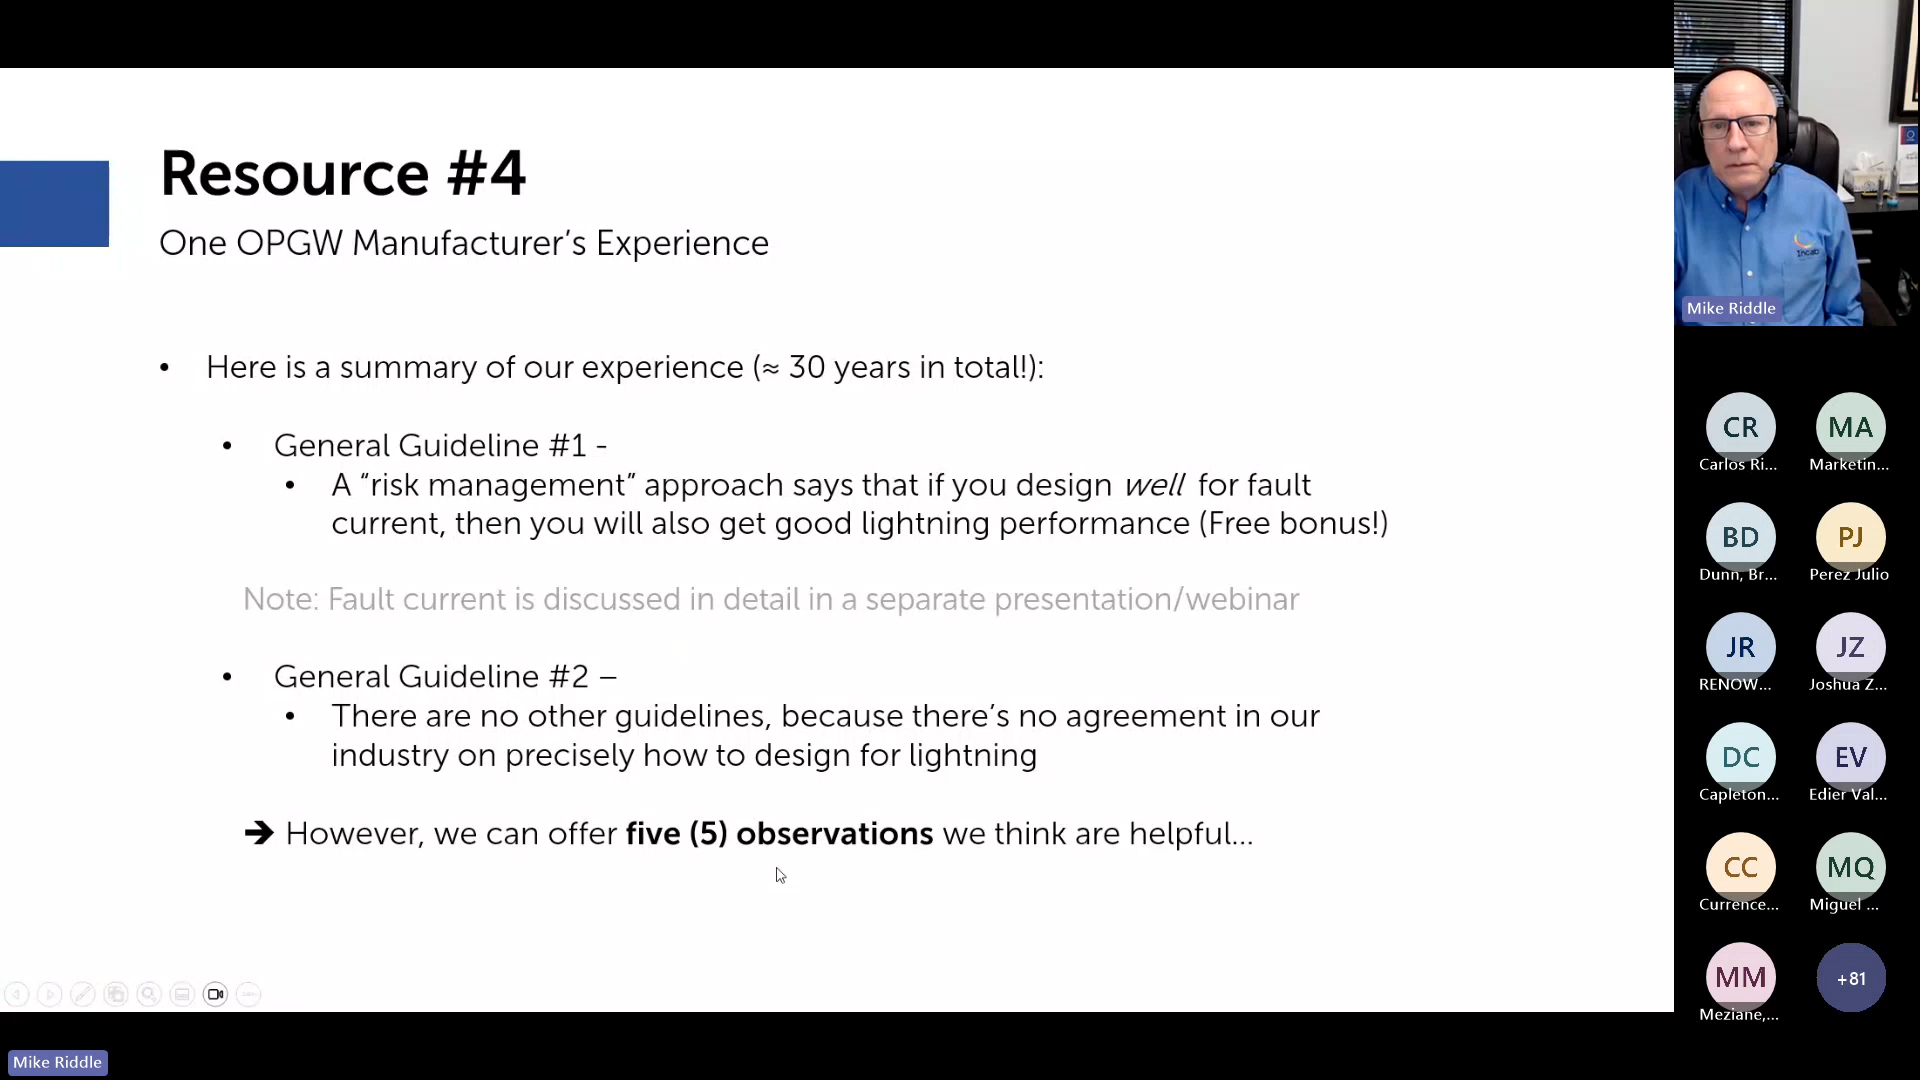 Resource #4
One OPGW Manufacturer's Experience
• Here is a summary of our experience (≈ 30 years in total!):
• General Guideline #1 -
• A “risk management” approach says that if you design well for fault
current, then you will also get good lightning performance (Free bonus!)
Note: Fault current is discussed in detail in a separate presentation/webinar
• General Guideline #2 –
• There are no other guidelines, because there's no agreement in our
industry on precisely how to design for lightning
➔ However, we can offer five (5) observations we think are helpful...
Incab
Mike Riddle
CR
MA
Carlos Ri...
Marketin...
BD
PJ
Dunn, Br...
Perez Julio
JR
JZ
RENOW...
Joshua Z...
DC
EV
Capleton...
Edier Val...
CC
MQ
Currence...
Miguel ...
MM
+81
Meziane,...
Mike Riddle